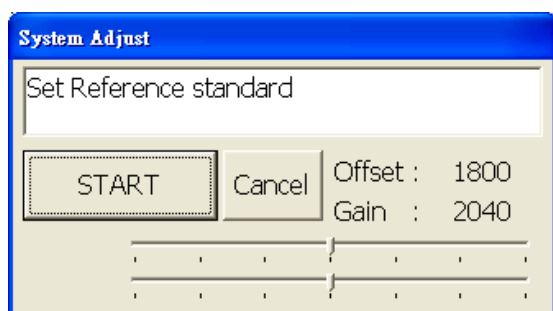 System Adjust
Set Reference standard
START
Cancel
Offset : 1800
Gain : 2040